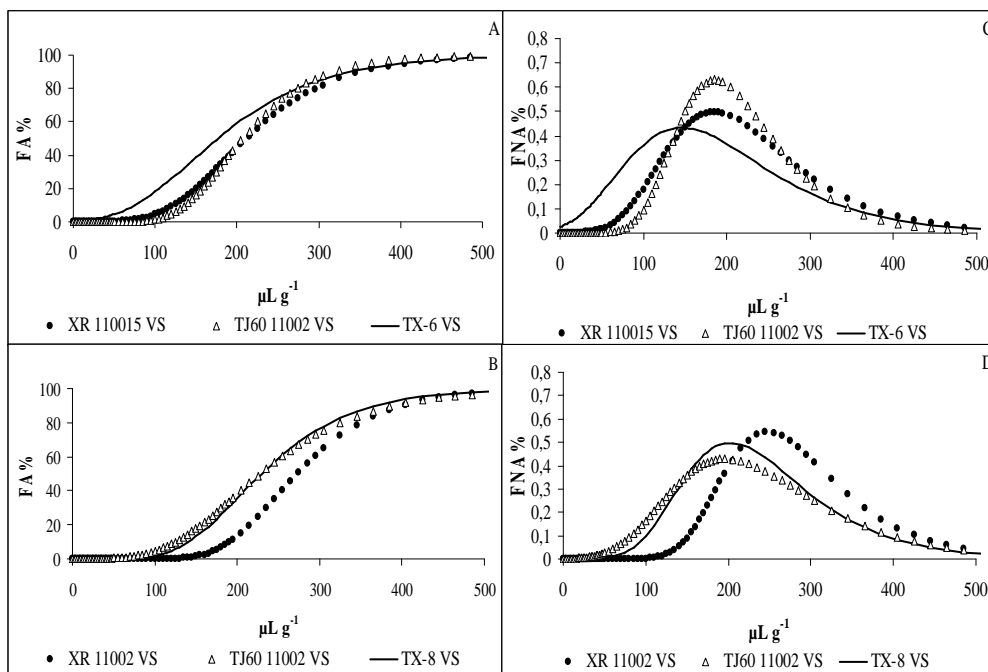 A
FA %
100
80
60
40
20
0
0 100 200 300 400 500
µL g⁻¹
● XR 110015 VS △ TJ60 11002 VS — TX-6 VS
C
FNA %
0,8
0,7
0,6
0,5
0,4
0,3
0,2
0,1
0
0 100 200 300 400 500
µL g⁻¹
● XR 110015 VS △ TJ60 11002 VS — TX-6 VS
B
FA %
100
80
60
40
20
0
0 100 200 300 400 500
µL g⁻¹
● XR 11002 VS △ TJ60 11002 VS — TX-8 VS
D
FNA %
0,8
0,7
0,6
0,5
0,4
0,3
0,2
0,1
0
0 100 200 300 400 500
µL g⁻¹
● XR 11002 VS △ TJ60 11002 VS — TX-8 VS